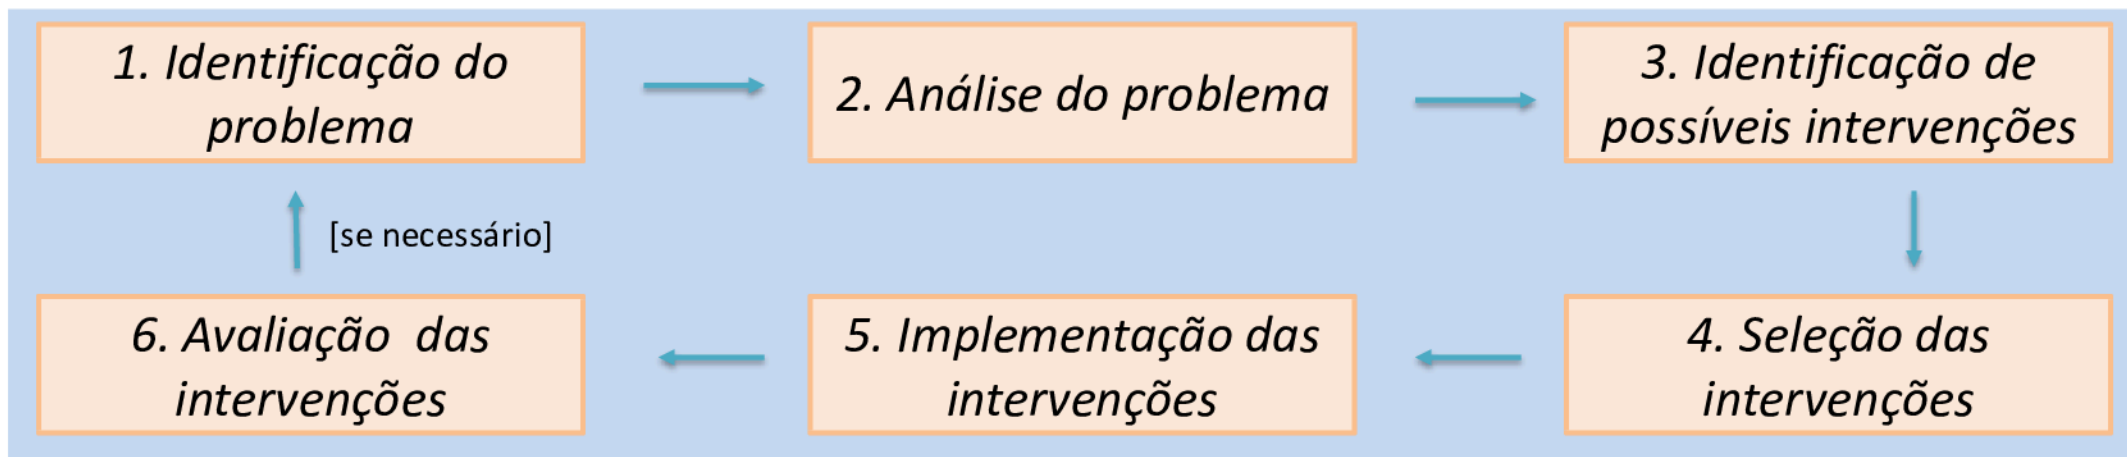 1. Identificação do
problema
2. Análise do problema
3. Identificação de
possíveis intervenções
4. Seleção das
intervenções
5. Implementação das
intervenções
6. Avaliação das
intervenções
[se necessário]